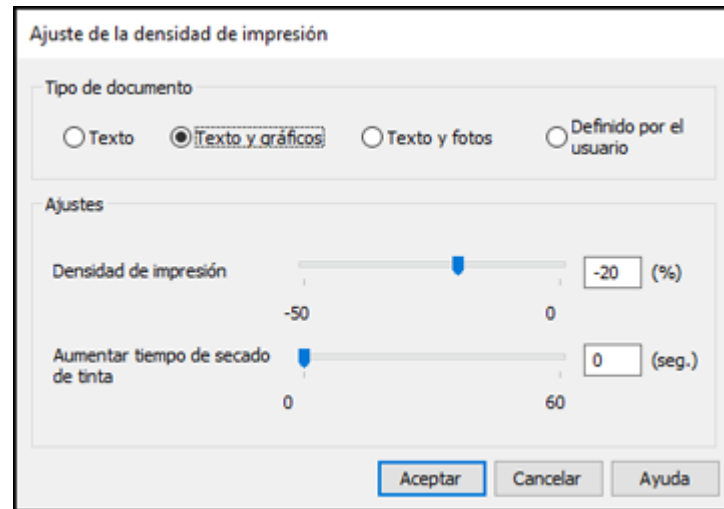 Ajuste de la densidad de impresión
Tipo de documento
Texto
Texto y gráficos
Texto y fotos
Definido por el
usuario
Ajustes
Densidad de impresión
-20 (%)
-50 0
Aumentar tiempo de secado
de tinta
0 (seg.)
0 60
Aceptar Cancelar Ayuda